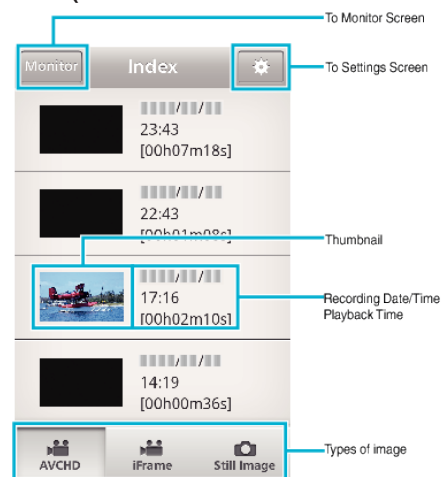 To Monitor Screen
Monitor
Index
To Settings Screen
23:43
[00h07m18s]
22:43
[00h01m08s]
Thumbnail
17:16
[00h02m10s]
Recording Date/Time
Playback Time
14:19
[00h00m36s]
AVCHD
iFrame
Still Image
Types of image